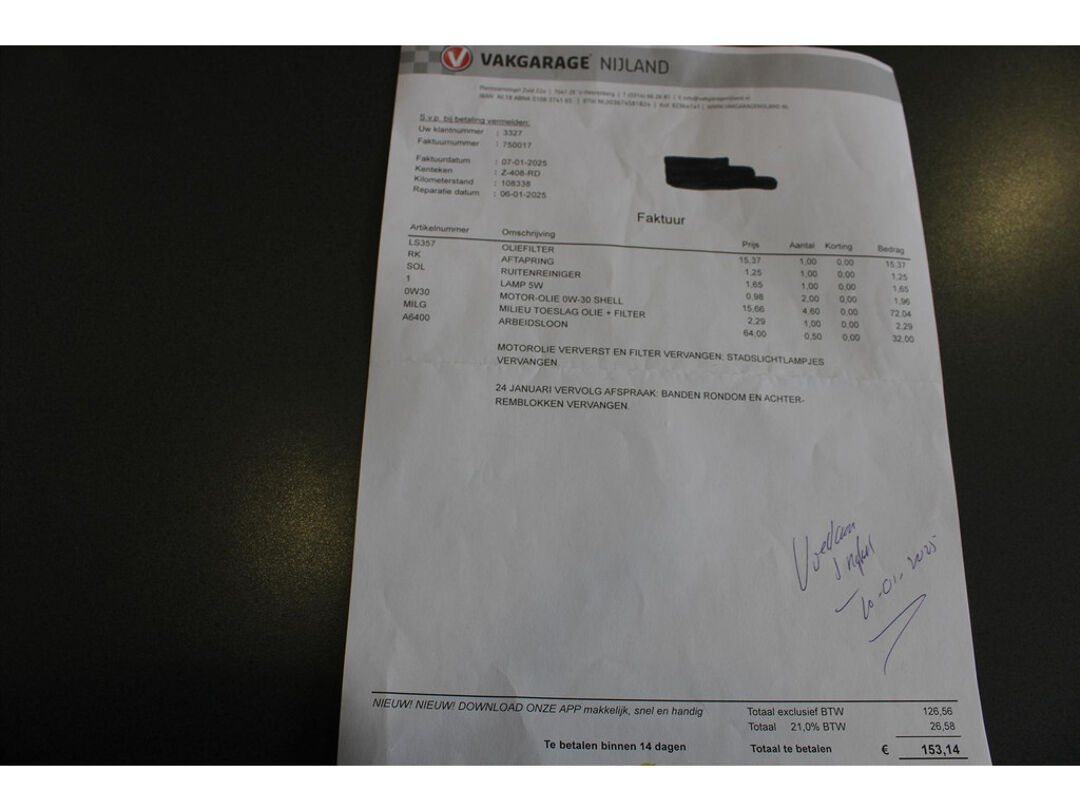 VAKGARAGE NIJLAND
S.v.p. bij betaling vermelden:
Uw klantnummer : 3327
Faktuurnummer : 750017
Faktuurdatum : 07-01-2025
Kenteken : Z-408-RD
Kilometerstand : 108338
Reparatie datum : 06-01-2025
Faktuur
Artikelnummer Omschrijving Prijs Aantal Korting Bedrag
LS357 OLIEFILTER 15,37 1,00 0,00 15,37
RK AFTAPRING 1,25 1,00 0,00 1,25
SOL RUITENREINIGER 1,65 1,00 0,00 1,65
1 LAMP 5W 0,98 2,00 0,00 1,96
0W30 MOTOR-OLIE 0W-30 SHELL 15,66 4,60 0,00 72,04
MILG MILIEU TOESLAG OLIE + FILTER 2,29 1,00 0,00 2,29
A6400 ARBEIDSLOON 64,00 0,50 0,00 32,00
MOTOROLIE VERVERST EN FILTER VERVANGEN; STADSLICHTLAMPJES
VERVANGEN.
24 JANUARI VERVOLG AFSPRAAK: BANDEN RONDOM EN ACHTER-
REMBLOKKEN VERVANGEN.
10-01-2025
NIEUW! NIEUW! DOWNLOAD ONZE APP makkelijk, snel en handig
Totaal exclusief BTW 126,56
Totaal 21,0% BTW 26,58
Te betalen binnen 14 dagen Totaal te betalen € 153,14